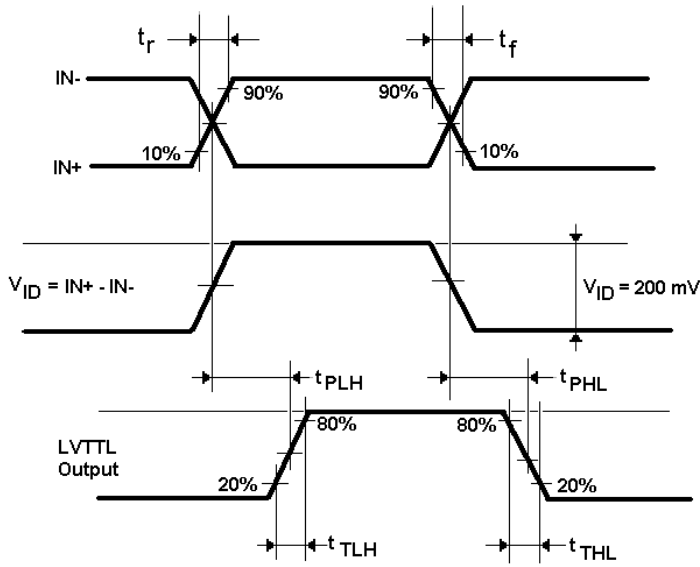 tr tf
IN-
90% 90%
10% 10%
IN+
VID = IN+ - IN-
VID = 200 mV
tPLH tPHL
80% 80%
LVTTL
Output
20% 20%
tTLH tTHL